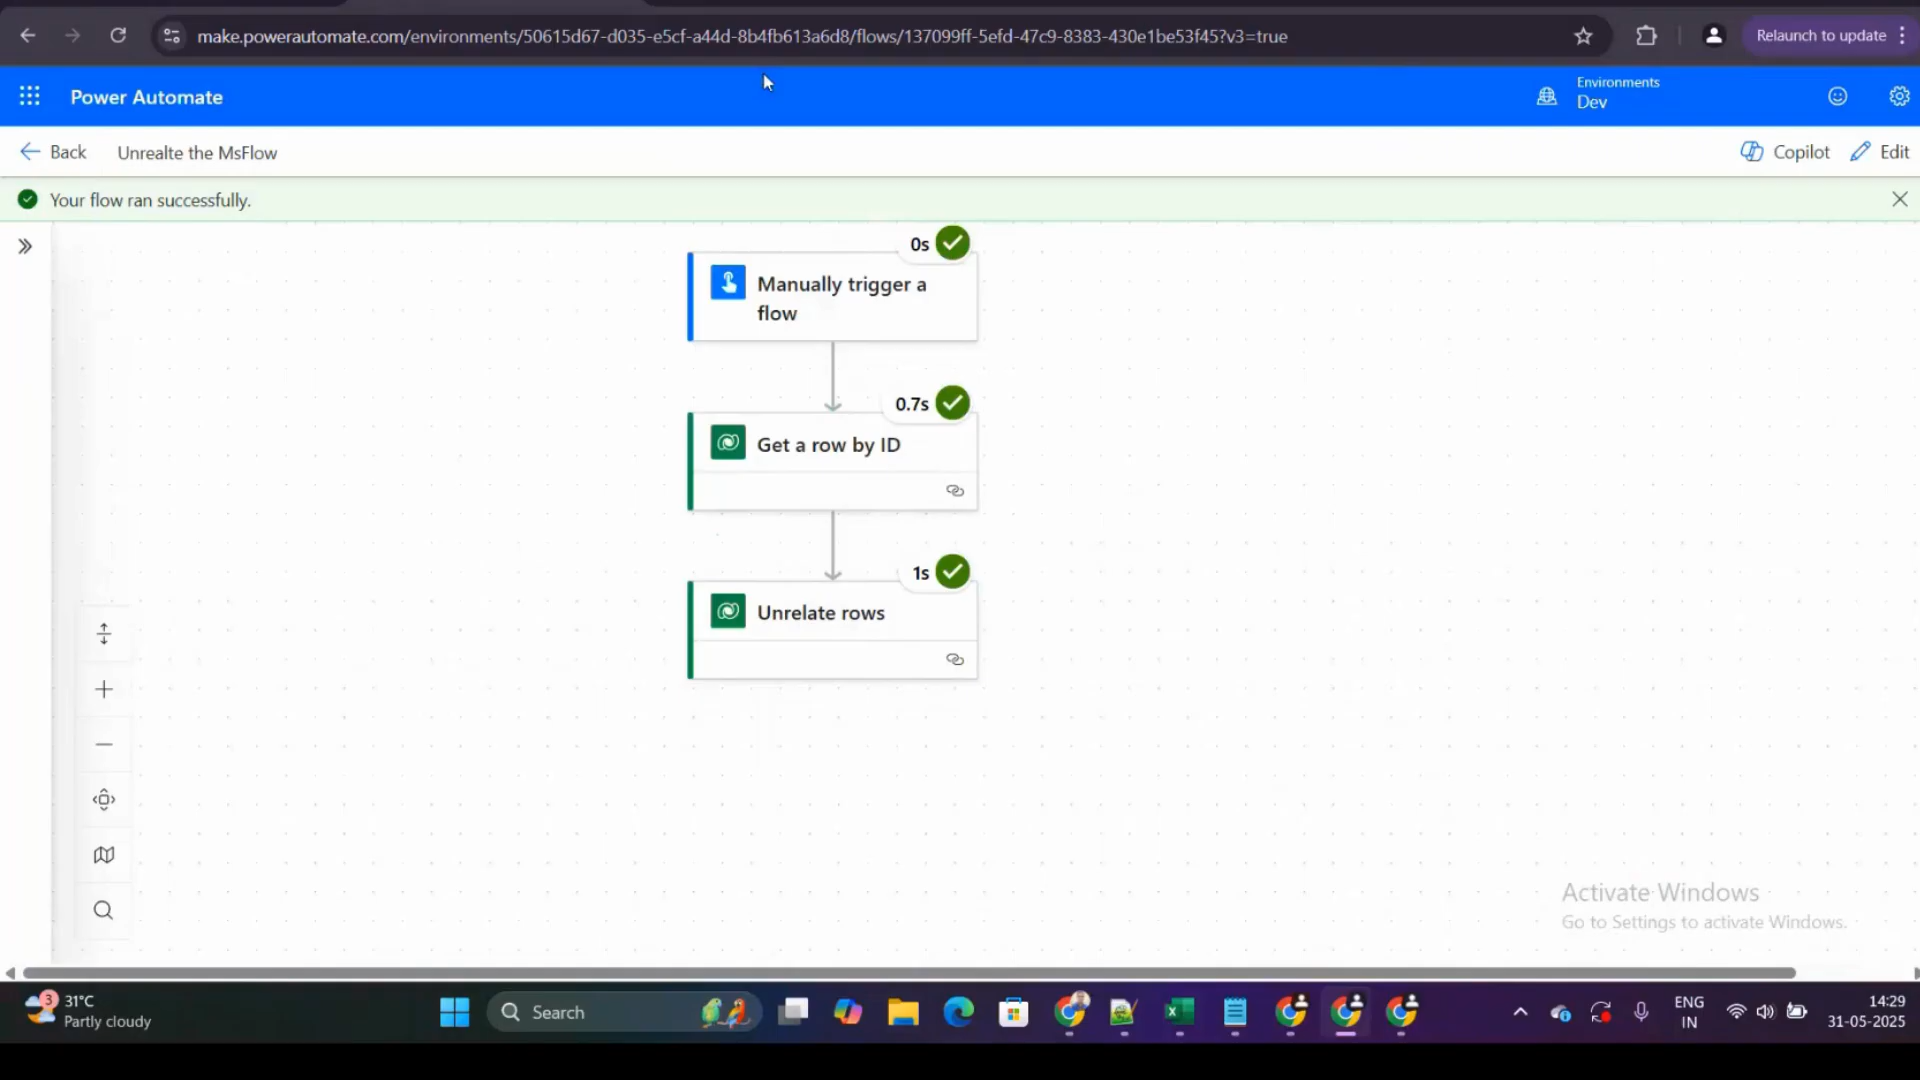 make.powerautomate.com/environments/50615d67-d035-e5cf-a44d-8b4fb613a6d8/flows/137099ff-5efd-47c9-8383-430e1be53f45?v3=true
Relaunch to update
Power Automate
Environments
Dev
Back
Unrealte the MsFlow
Copilot
Edit
Your flow ran successfully.
0s
Manually trigger a
flow
0.7s
Get a row by ID
1s
Unrelate rows
Activate Windows
Go to Settings to activate Windows.
3
31°C
Partly cloudy
Search
ENG
IN
14:29
31-05-2025